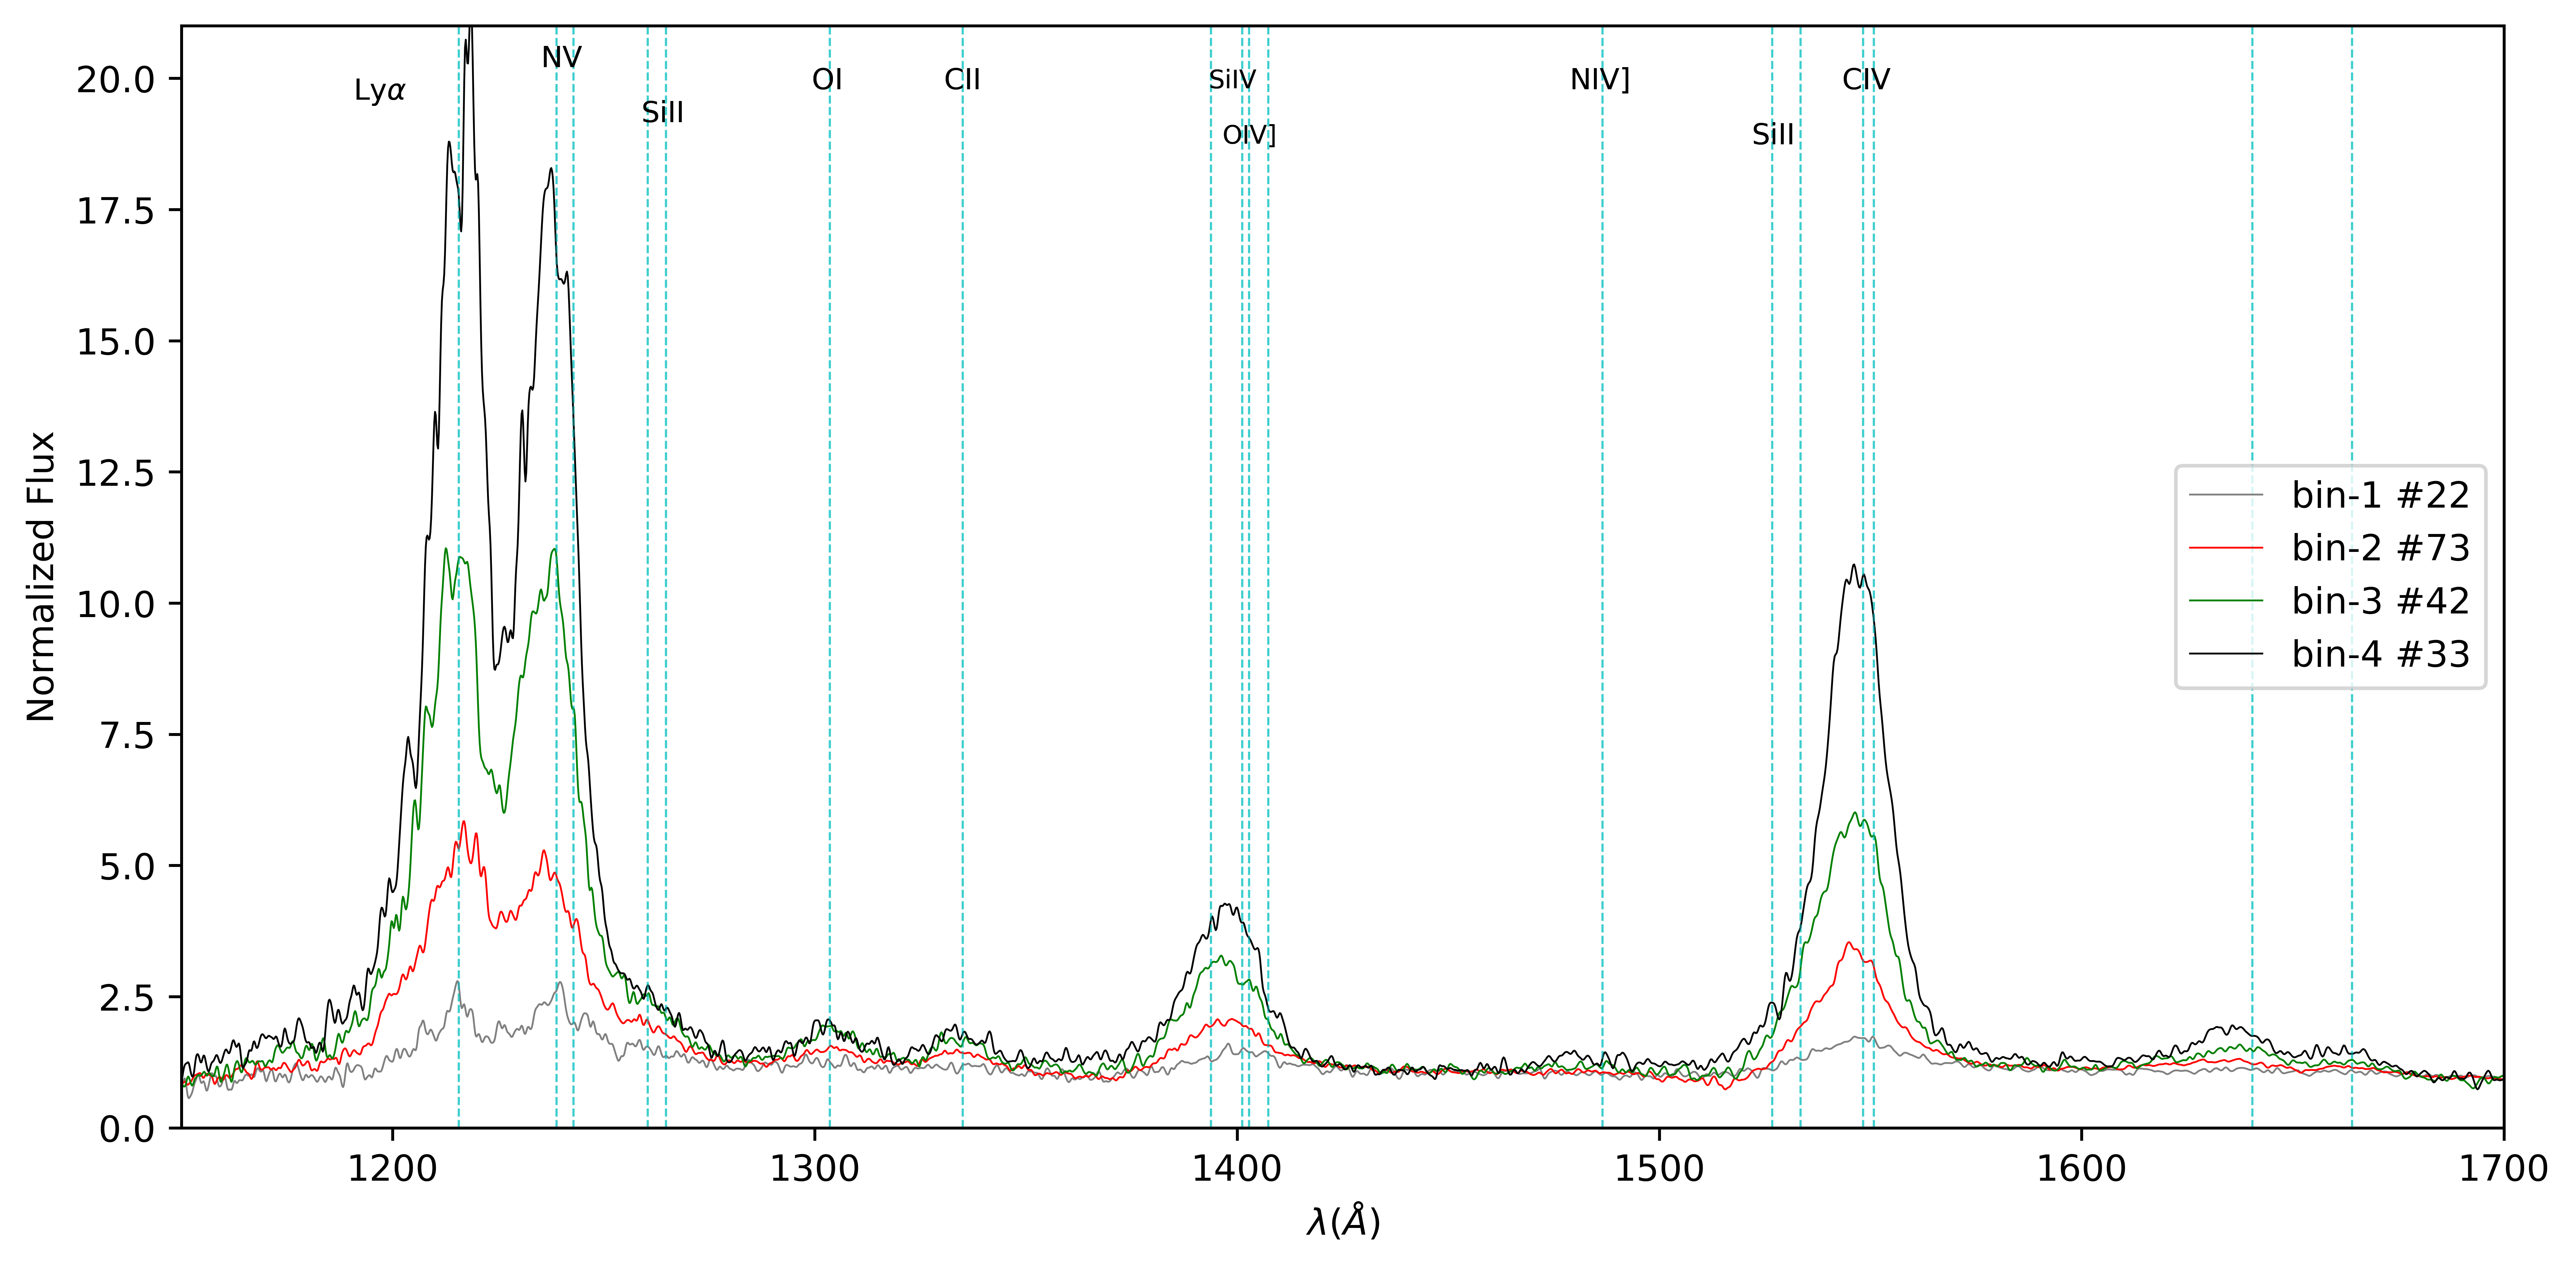 NV
Lyα
SiII
OI
CII
SiIV
OIV]
NIV]
SiII
CIV
20.0
17.5
15.0
12.5
10.0
7.5
5.0
2.5
0.0
Normalized Flux
bin-1 #22
bin-2 #73
bin-3 #42
bin-4 #33
1200
1300
1400
1500
1600
1700
λ(Å)